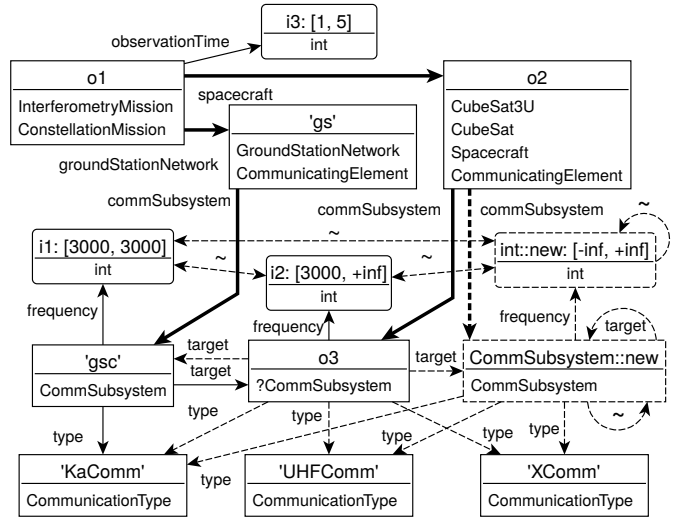 i3: [1, 5]
int
observationTime
o1
InterferometryMission
ConstellationMission
spacecraft
o2
CubeSat3U
CubeSat
Spacecraft
CommunicatingElement
'gs'
GroundStationNetwork
CommunicatingElement
groundStationNetwork
commSubsystem
commSubsystem
commSubsystem
~
i1: [3000, 3000]
int
~
~
i2: [3000, +inf]
int
~
int::new: [-inf, +inf]
int
frequency
frequency
frequency
target
'gsc'
CommSubsystem
target
target
o3
?CommSubsystem
target
CommSubsystem::new
CommSubsystem
~
type
type
type
type
type
type
type
'KaComm'
CommunicationType
'UHFComm'
CommunicationType
'XComm'
CommunicationType